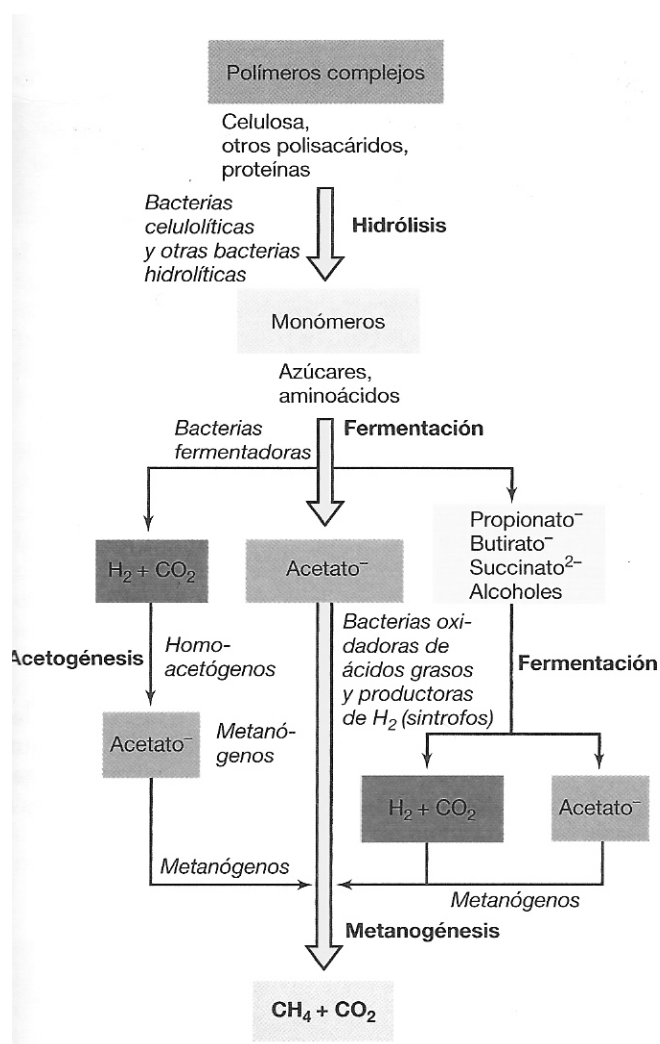 Polímeros complejos
Celulosa,
otros polisacáridos,
proteínas
Bacterias
celulolíticas
y otras bacterias
hidrolíticas
Hidrólisis
Monómeros
Azúcares,
aminoácidos
Bacterias
fermentadoras
Fermentación
H₂ + CO₂
Acetato⁻
Propionato⁻
Butirato⁻
Succinato²⁻
Alcoholes
Acetogénesis
Homo-
acetógenos
Bacterias oxi-
dadoras de
ácidos grasos
y productoras
de H₂ (sintrofos)
Fermentación
Acetato⁻
Metanó-
genos
H₂ + CO₂
Acetato⁻
Metanógenos
Metanógenos
Metanogénesis
CH₄ + CO₂